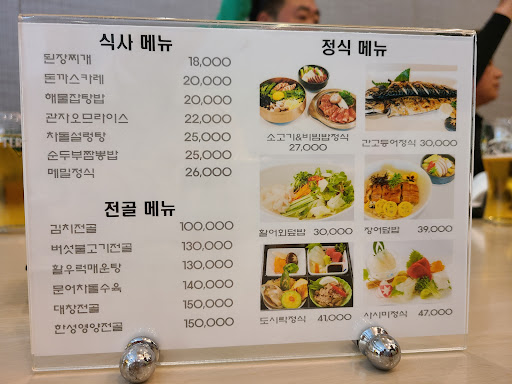 식사 메뉴
된장찌개 18,000
돈까스카레 20,000
해물잡탕밥 20,000
관자오므라이스 22,000
차돌설렁탕 25,000
순두부짬뽕밥 25,000
메밀정식 26,000
전골 메뉴
김치전골 100,000
버섯불고기전골 130,000
활우럭매운탕 130,000
문어차돌수육 140,000
대창전골 150,000
한성영양전골 150,000
정식 메뉴
소고기&비빔밥정식 27,000
간고등어정식 30,000
활어회덮밥 30,000
장어덮밥 39,000
도시락정식 41,000
사시미정식 47,000